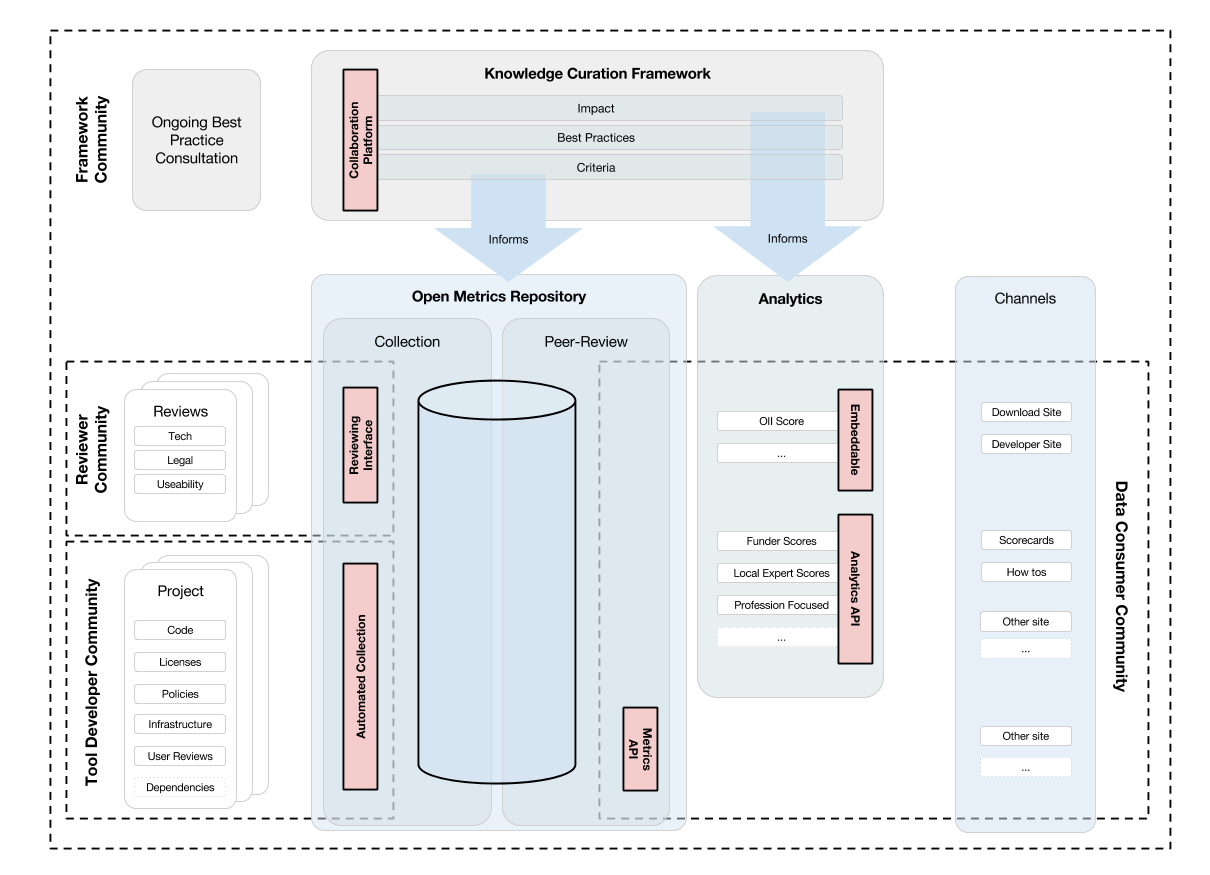 Framework
Community
Ongoing Best
Practice
Consultation
Knowledge Curation Framework
Collaboration
Platform
Impact
Best Practices
Criteria
Informs
Informs
Open Metrics Repository
Collection
Peer-Review
Analytics
Channels
Reviewer
Community
Reviews
Tech
Legal
Useability
Reviewing
Interface
OII Score
...
Embeddable
Download Site
Developer Site
Tool Developer Community
Project
Code
Licenses
Policies
Infrastructure
User Reviews
Dependencies
Automated Collection
Metrics
API
Funder Scores
Local Expert Scores
Profession Focused
...
Analytics API
Scorecards
How tos
Other site
...
Other site
...
Data Consumer Community